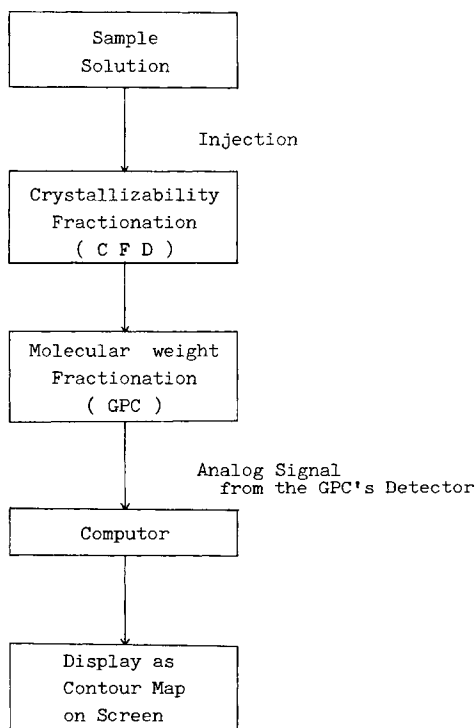 Sample
Solution
Injection
Crystallizability
Fractionation
( C F D )
Molecular weight
Fractionation
( GPC )
Analog Signal
from the GPC's Detector
Computor
Display as
Contour Map
on Screen